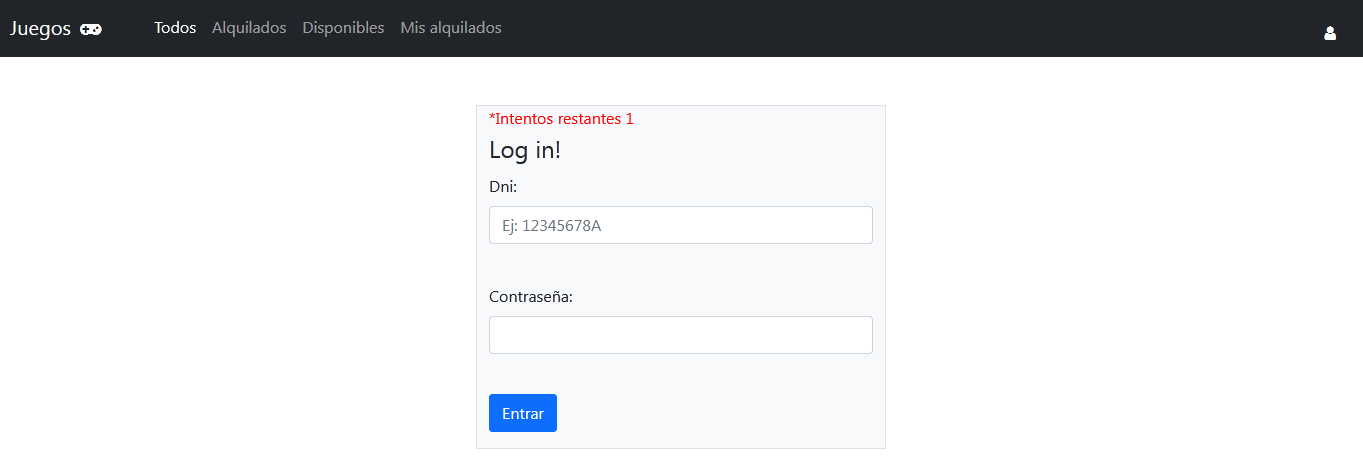 Juegos Todos Alquilados Disponibles Mis alquilados
*Intentos restantes 1
Log in!
Dni:
Ej: 12345678A
Contraseña:
Entrar